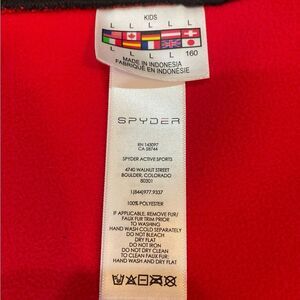 KIDS
L L L L L
L L L L 160
MADE IN INDONESIA
FABRIQUÉ EN INDONÉSIE
SPYDER
RN 143097
CA 58744
SPYDER ACTIVE SPORTS
4740 WALNUT STREET
BOULDER, COLORADO
80301
1(844)977.9337
100% POLYESTER
IF APPLICABLE, REMOVE FUR/
FAUX FUR TRIM PRIOR
TO WASHING
HAND WASH COLD SEPARATELY
DO NOT BLEACH
DRY FLAT
DO NOT IRON
DO NOT DRY CLEAN
TO CLEAN FAUX FUR:
HAND WASH AND DRY FLAT